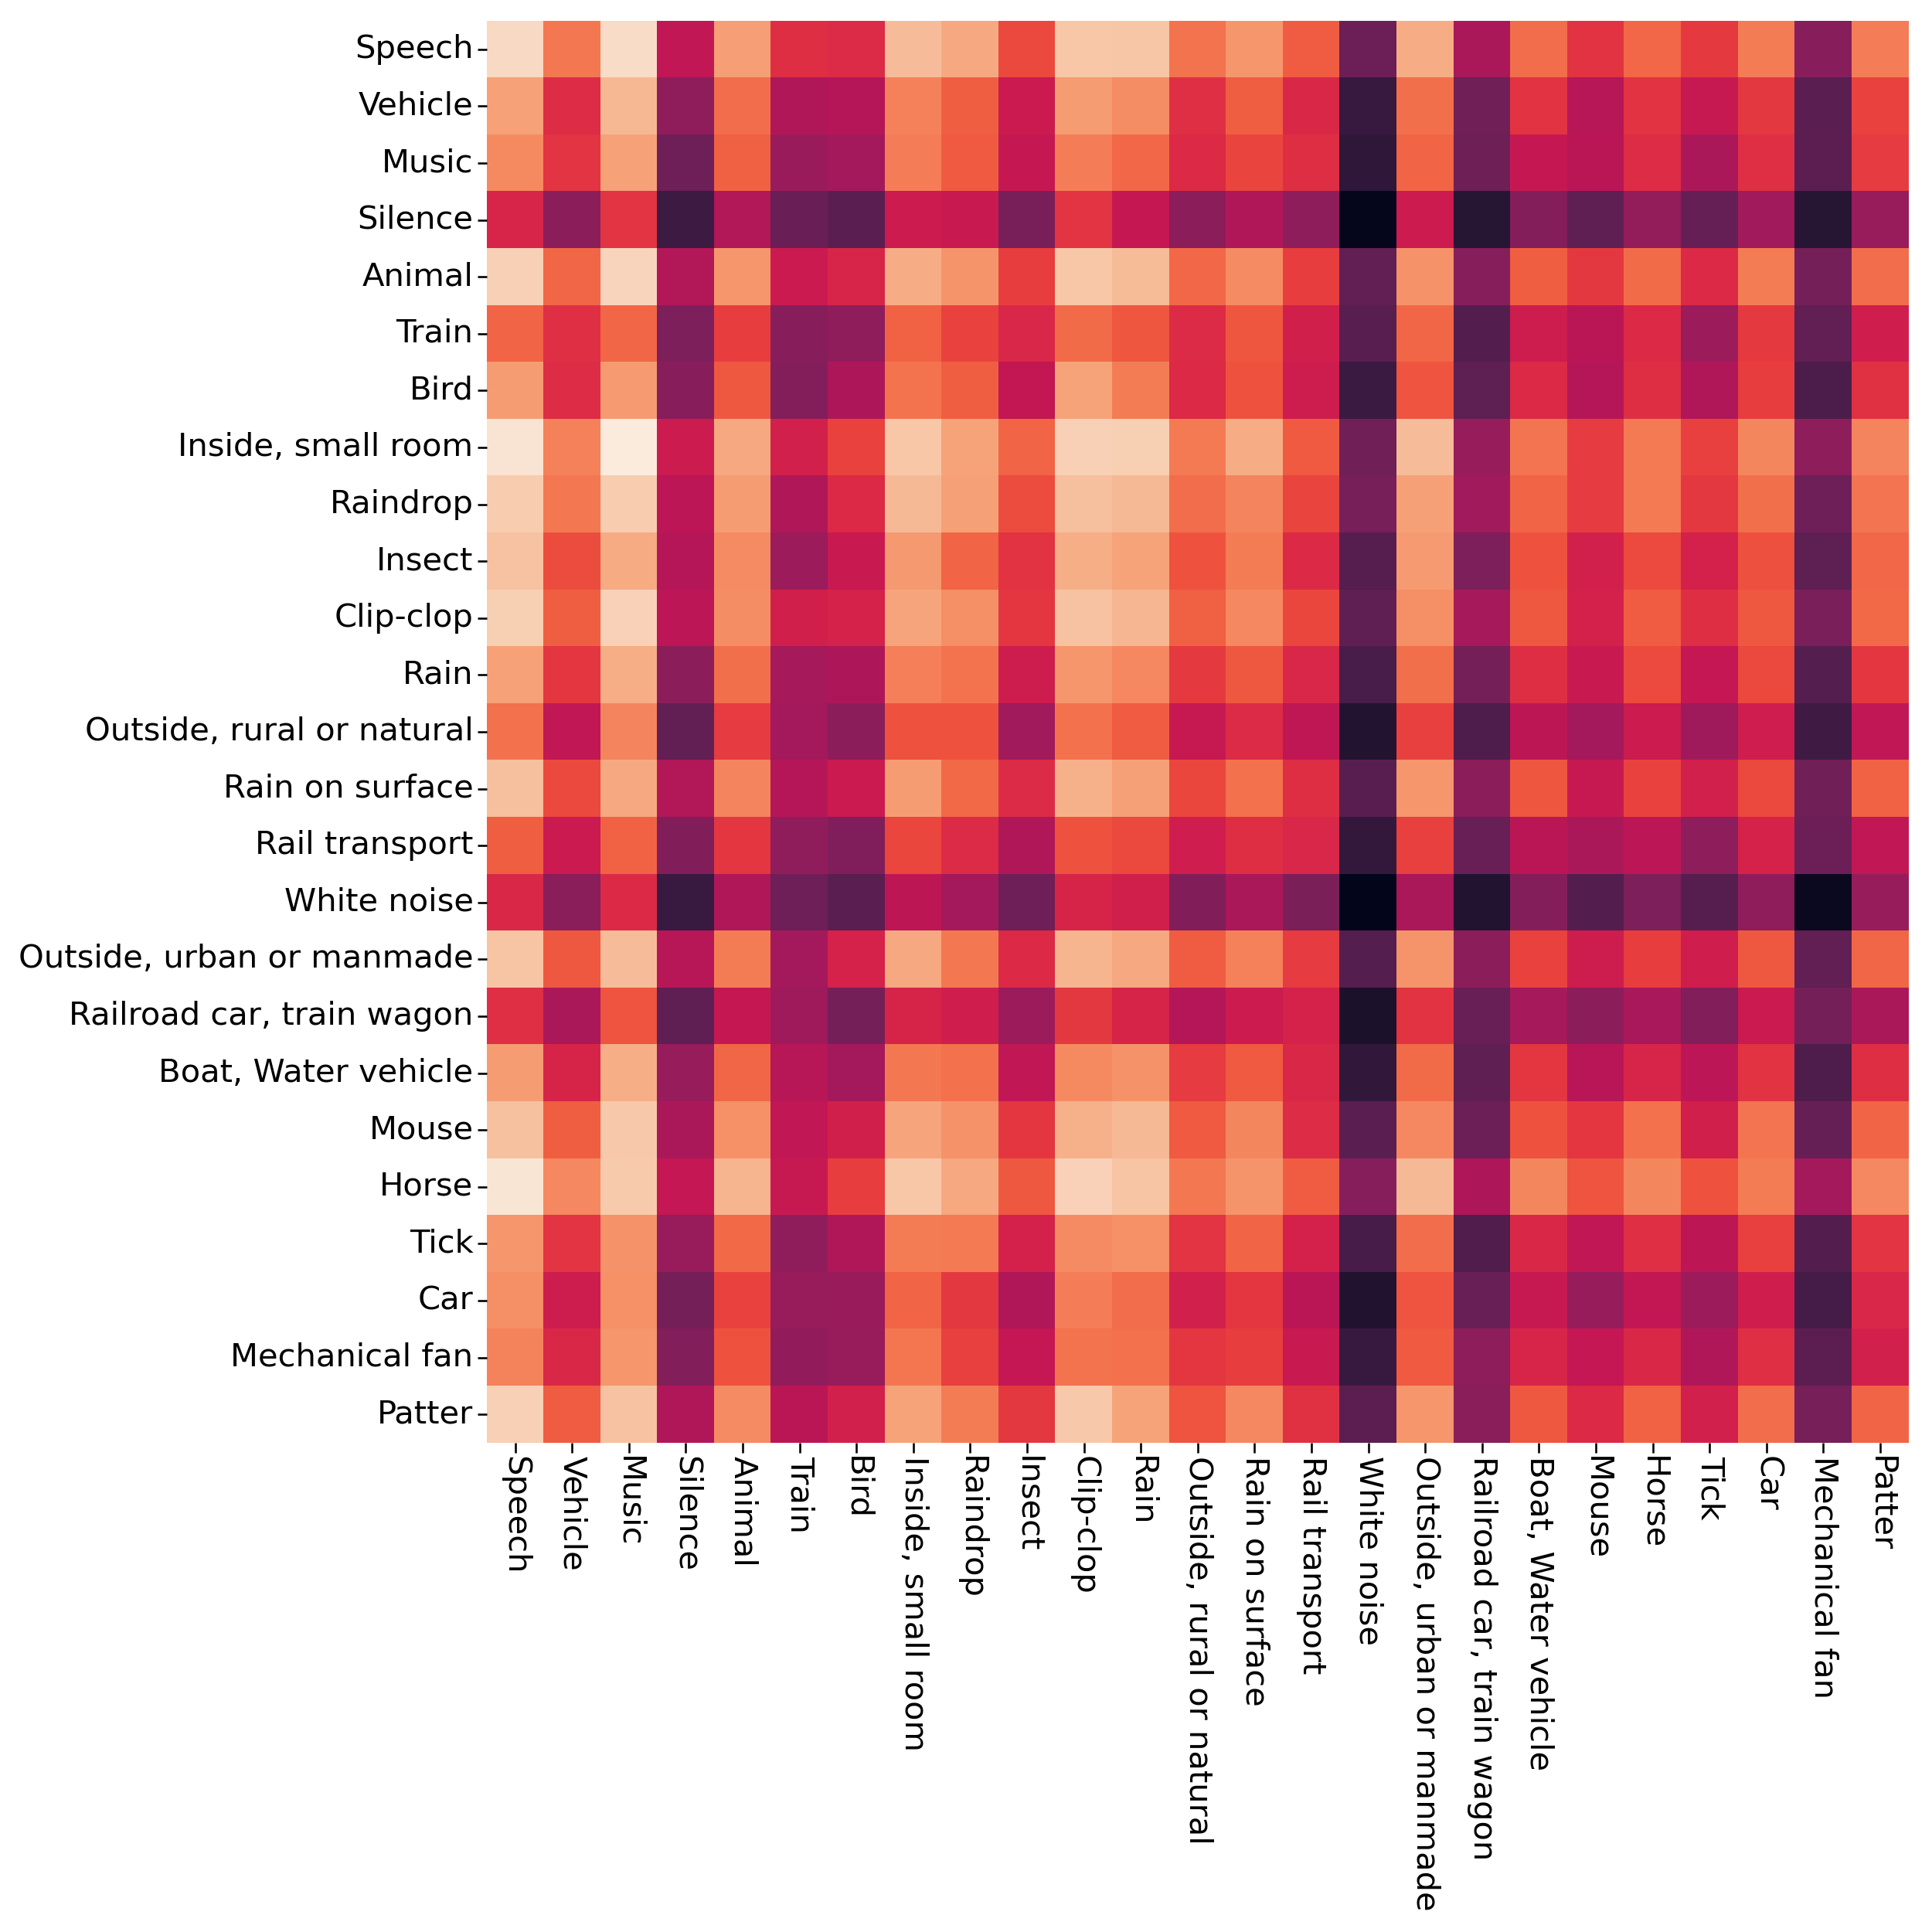 Speech
Vehicle
Music
Silence
Animal
Train
Bird
Inside, small room
Raindrop
Insect
Clip-clop
Rain
Outside, rural or natural
Rain on surface
Rail transport
White noise
Outside, urban or manmade
Railroad car, train wagon
Boat, Water vehicle
Mouse
Horse
Tick
Car
Mechanical fan
Patter
Speech
Vehicle
Music
Silence
Animal
Train
Bird
Inside, small room
Raindrop
Insect
Clip-clop
Rain
Outside, rural or natural
Rain on surface
Rail transport
White noise
Outside, urban or manmade
Railroad car, train wagon
Boat, Water vehicle
Mouse
Horse
Tick
Car
Mechanical fan
Patter